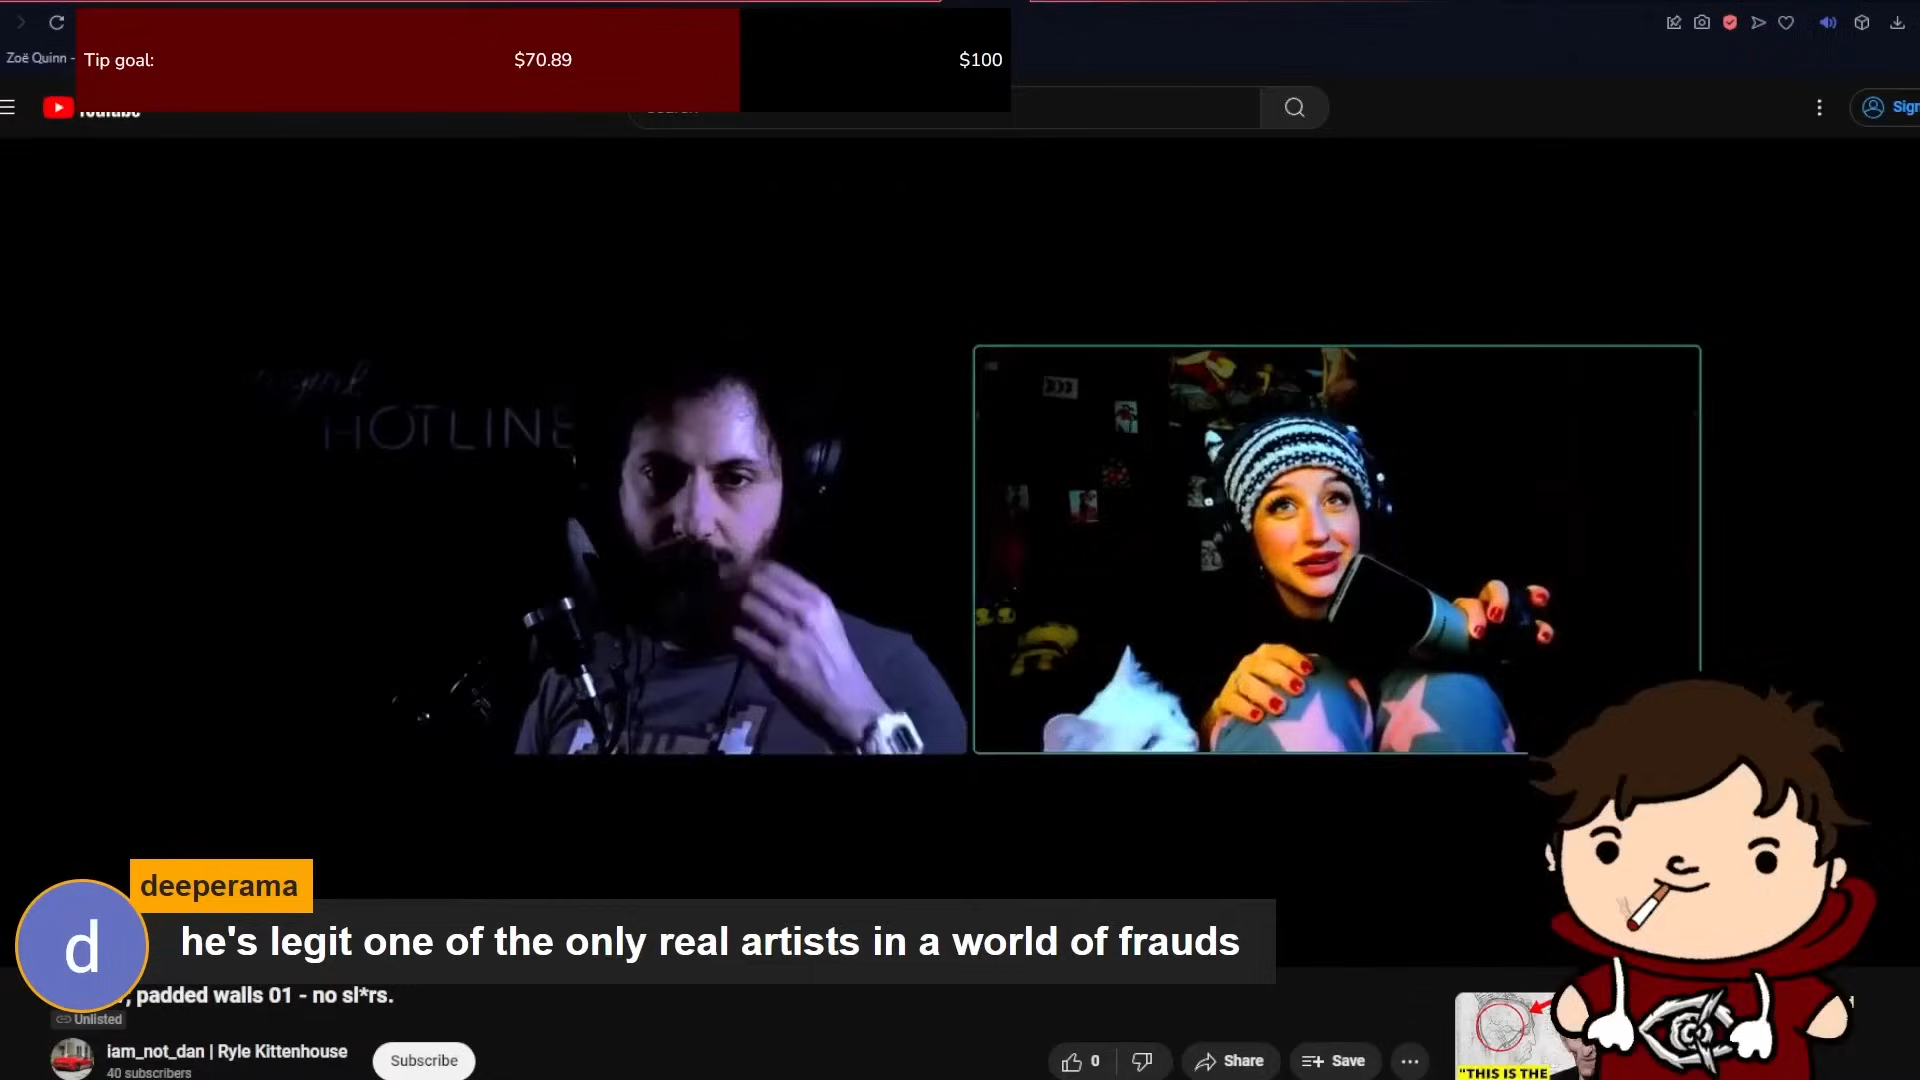 Zoë Quinn -
Tip goal:
$70.89
$100
Sign
HOTLINE
deeperama
d
he's legit one of the only real artists in a world of frauds
, padded walls 01 - no sl*rs.
Unlisted
iam_not_dan | Ryle Kittenhouse
40 subscribers
Subscribe
0
Share
Save
"THIS IS THE